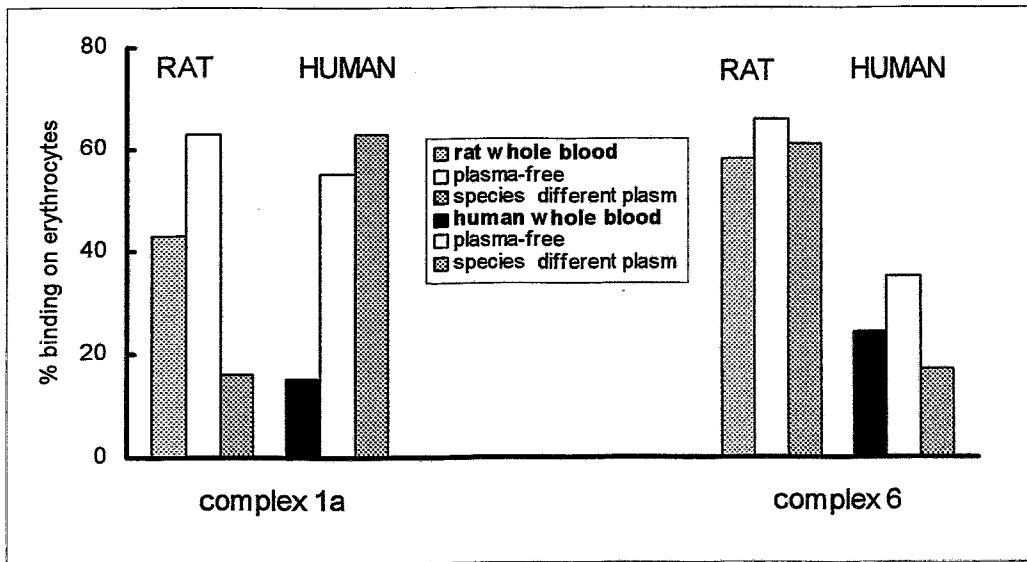 80
60
40
20
0
% binding on erythrocytes
RAT
HUMAN
RAT
HUMAN
rat whole blood
plasma-free
species different plasm
human whole blood
plasma-free
species different plasm
complex 1a
complex 6